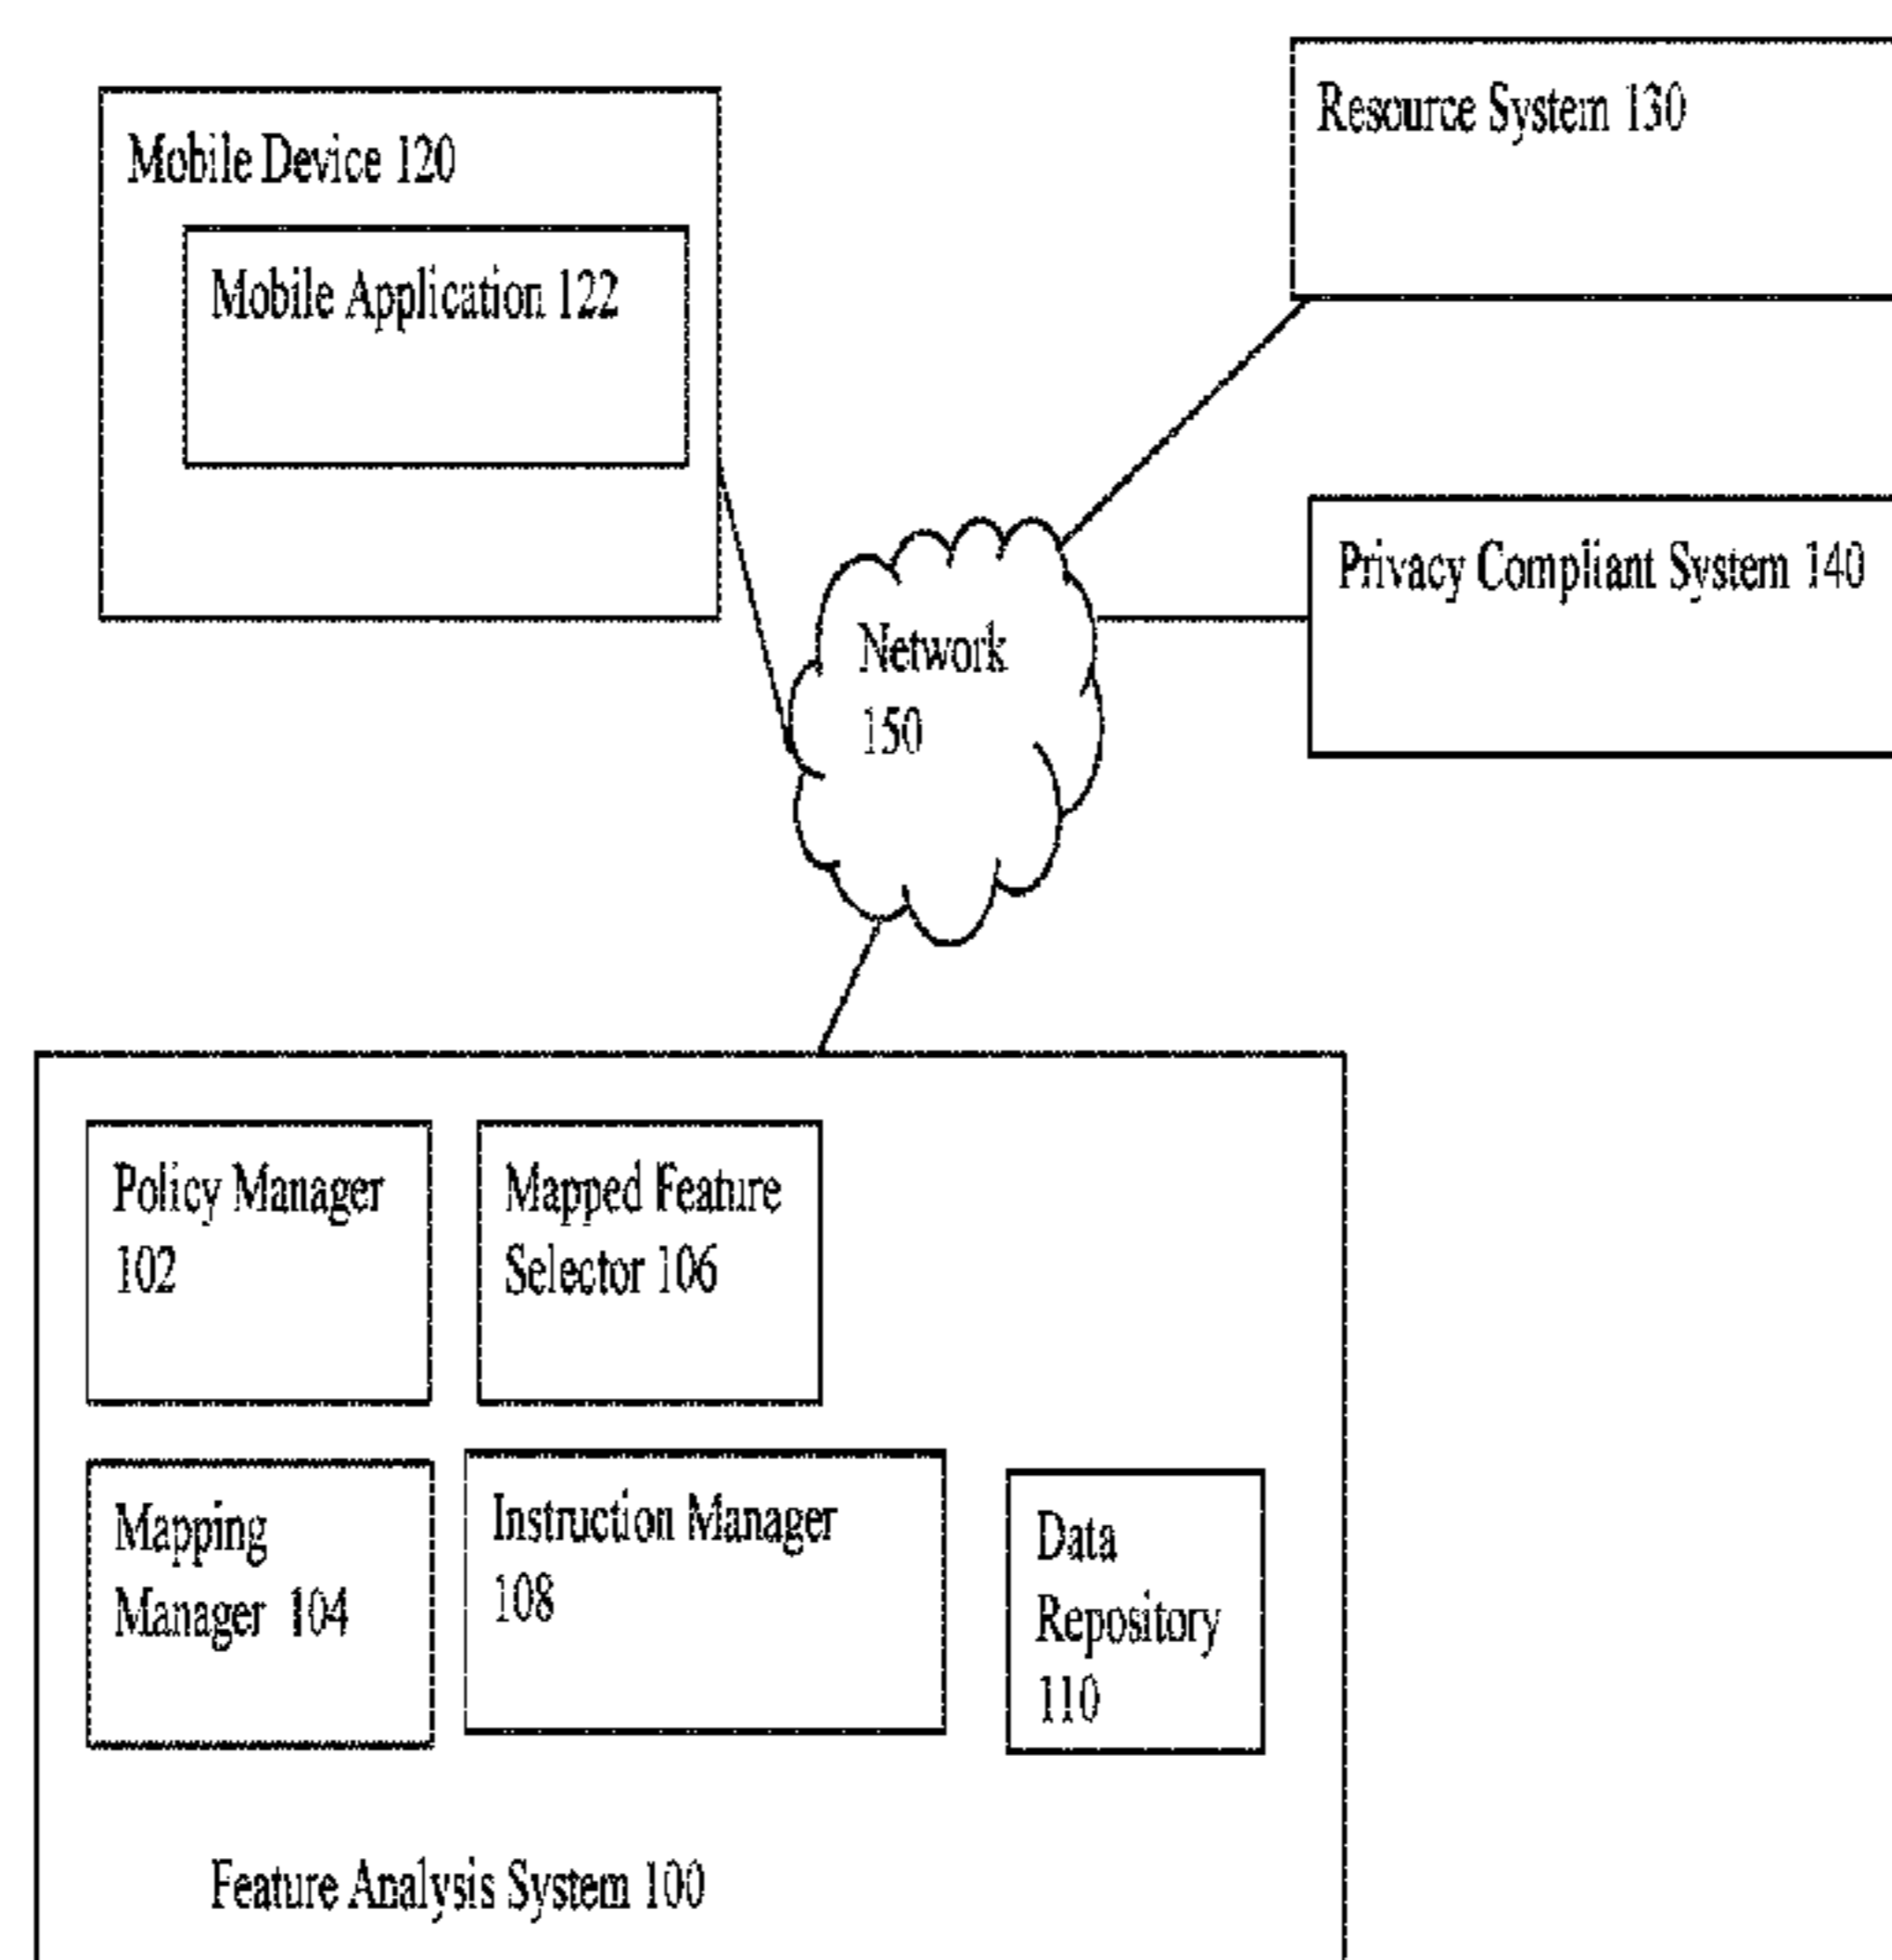 Mobile Device 120
Mobile Application 122
Resource System 130
Privacy Compliant System 140
Network
150
Policy Manager
102
Mapped Feature
Selector 106
Mapping
Manager 104
Instruction Manager
108
Data
Repository
110
Feature Analysis System 100